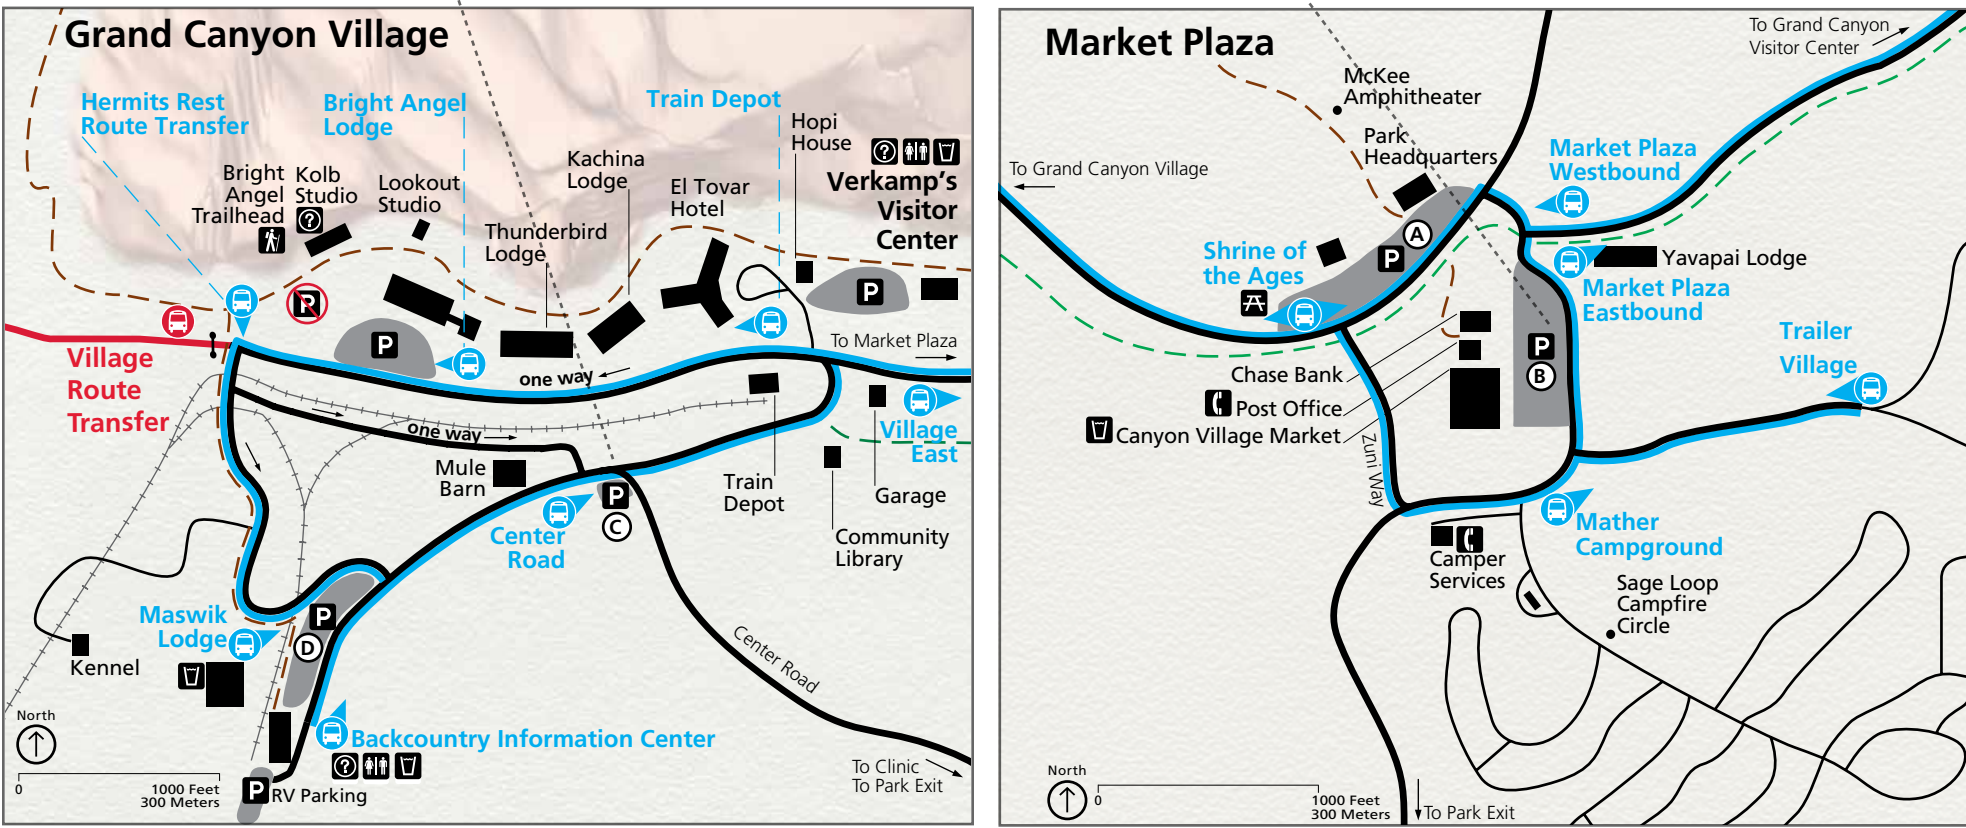 Grand Canyon Village
Hermits Rest
Route Transfer
Bright Angel
Lodge
Train Depot
Hopi
House
Verkamp's
Visitor
Center
Bright
Angel
Trailhead
Kolb
Studio
Lookout
Studio
Kachina
Lodge
El Tovar
Hotel
Thunderbird
Lodge
P
P
P
To Market Plaza
Village
Route
Transfer
one way
one way
Mule
Barn
Train
Depot
Village
East
Garage
Community
Library
Center
Road
P
C
Maswik
Lodge
P
D
Kennel
Center Road
North
Backcountry Information Center
P
RV Parking
0
1000 Feet
300 Meters
To Clinic
To Park Exit
Market Plaza
To Grand Canyon
Visitor Center
McKee
Amphitheater
Park
Headquarters
To Grand Canyon Village
Market Plaza
Westbound
A
P
Shrine of
the Ages
Yavapai Lodge
Market Plaza
Eastbound
Trailer
Village
P
B
Chase Bank
Post Office
Canyon Village Market
Zuni Way
Mather
Campground
Camper
Services
Sage Loop
Campfire
Circle
North
0
1000 Feet
300 Meters
To Park Exit